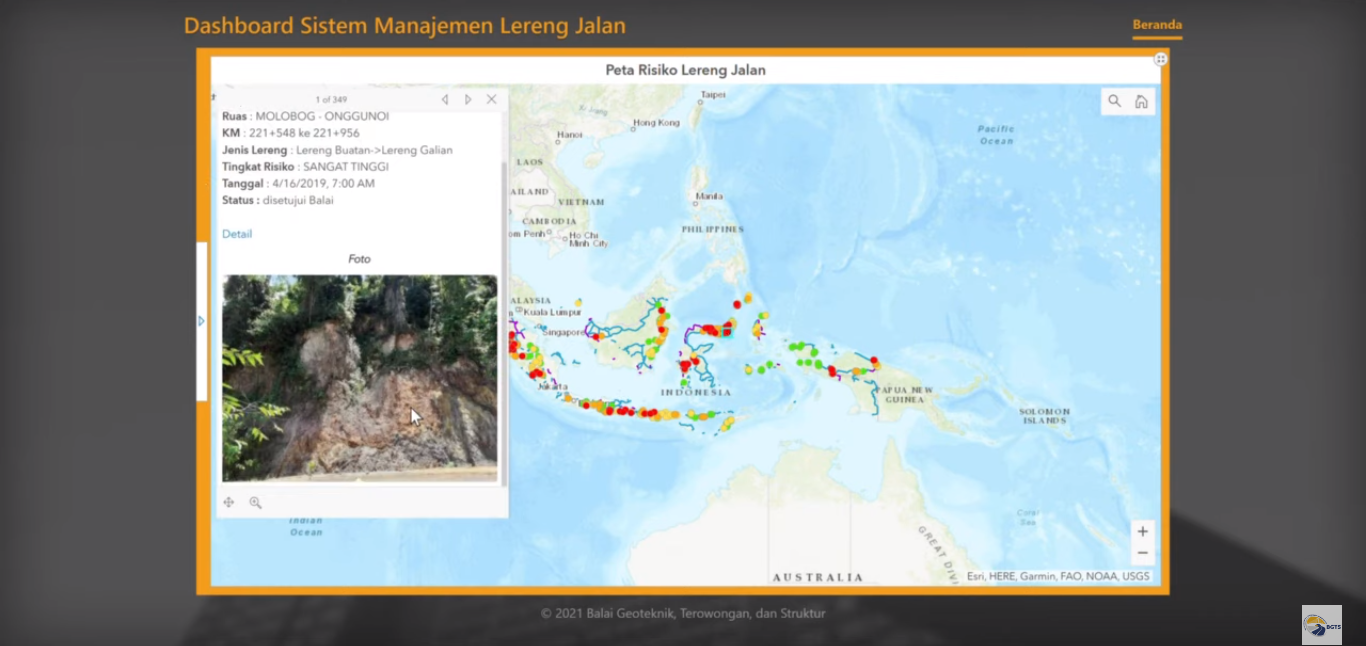 Dashboard Sistem Manajemen Lereng Jalan
Beranda
Peta Risiko Lereng Jalan
1 of 349
Ruas : MOLOBOG - ONGGUNOI
KM : 221+548 ke 221+956
Jenis Lereng : Lereng Buatan->Lereng Galian
Tingkat Risiko : SANGAT TINGGI
Tanggal : 4/16/2019, 7:00 AM
Status : disetujui Balai
Detail
Foto
Taipei
Xi Jiang
Hong Kong
Hanoi
Pacific
Ocean
LAOS
AILAND
VIETNAM
Manila
CAMBODIA
om Penh
Ho Chi
Minh City
PHILIPPINES
ALAYSIA
Kuala Lumpur
Singapore
Jakarta
INDONESIA
PAPUA NEW
GUINEA
SOLOMON
ISLANDS
Indian
Ocean
Coral
Sea
GREAT DIVI
AUSTRALIA
+
−
Esri, HERE, Garmin, FAO, NOAA, USGS
© 2021 Balai Geoteknik, Terowongan, dan Struktur
BGTS